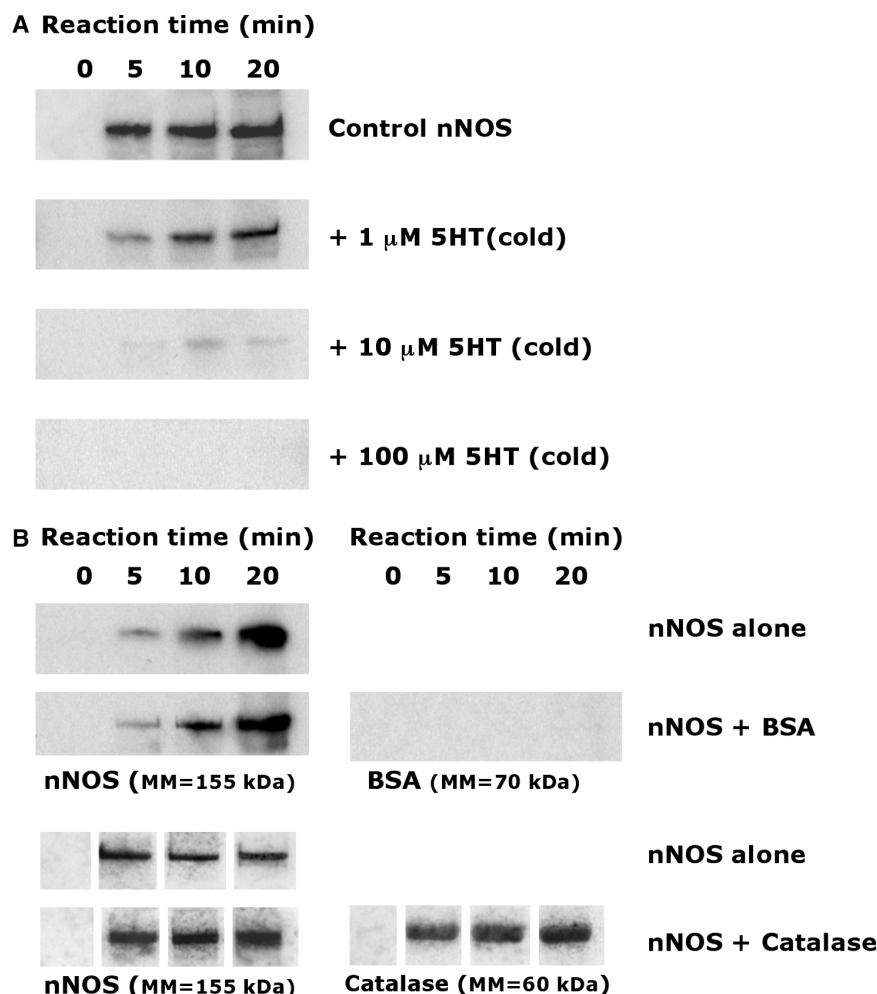 A Reaction time (min)
0 5 10 20
Control nNOS
+ 1 μM 5HT(cold)
+ 10 μM 5HT (cold)
+ 100 μM 5HT (cold)
B Reaction time (min) Reaction time (min)
0 5 10 20 0 5 10 20
nNOS alone
nNOS + BSA
nNOS (MM=155 kDa) BSA (MM=70 kDa)
nNOS alone
nNOS + Catalase
nNOS (MM=155 kDa) Catalase (MM=60 kDa)